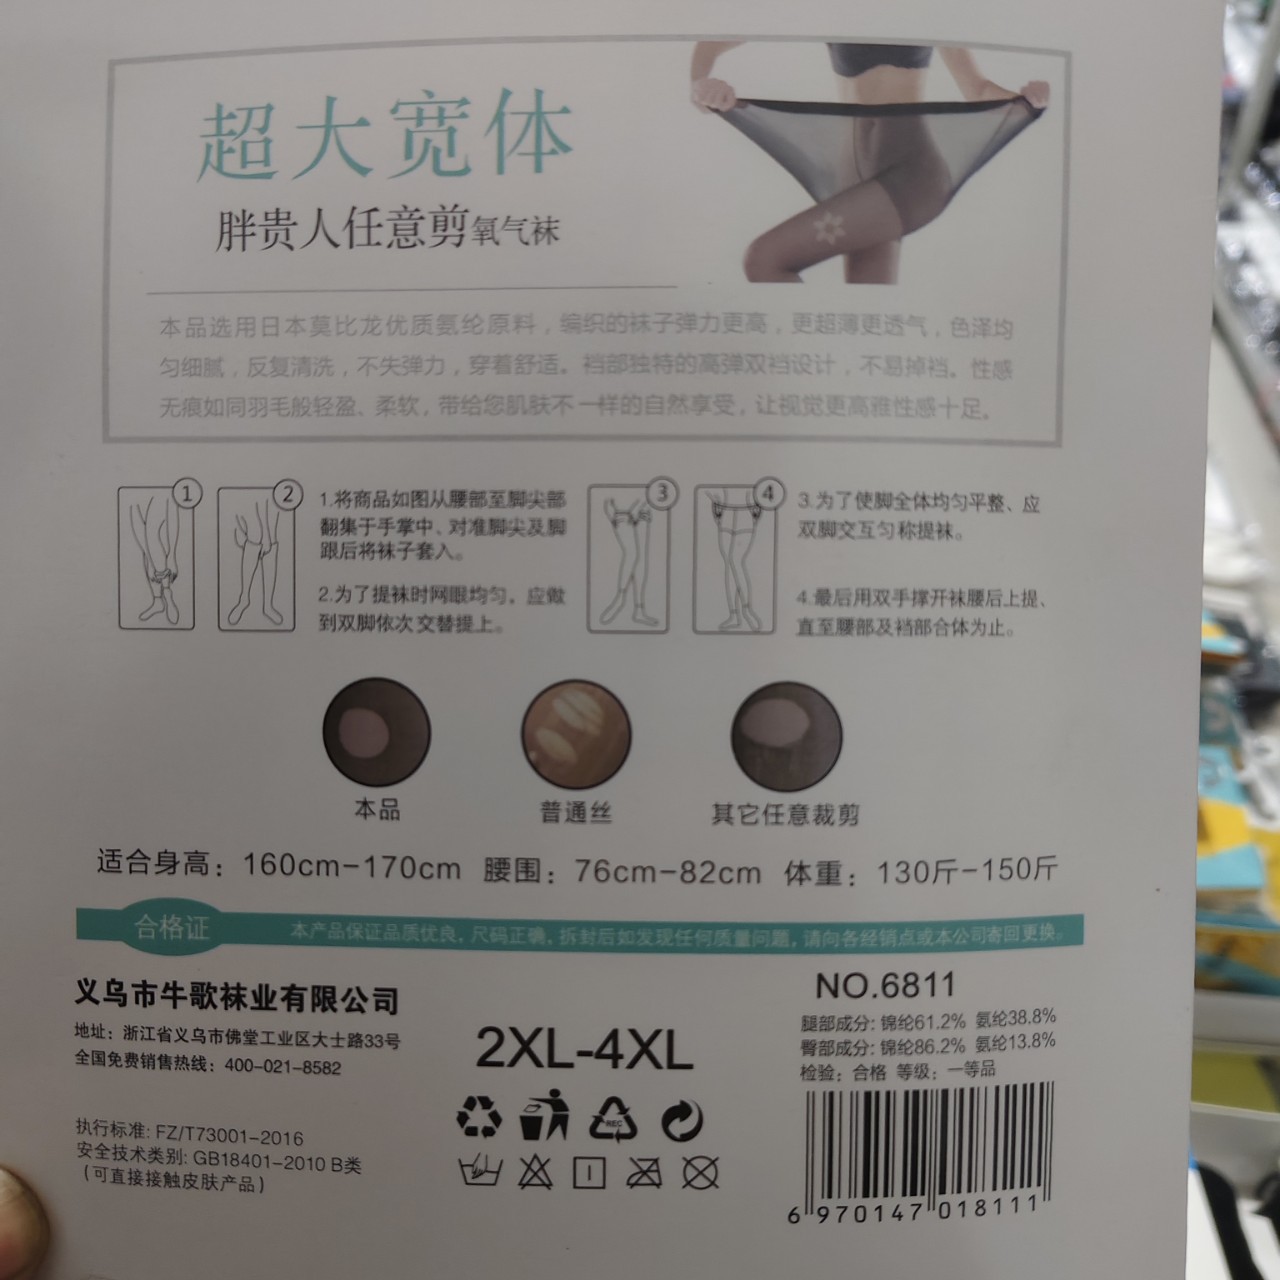 超大宽体
胖贵人任意剪氧气袜
本品选用日本莫比龙优质氨纶原料，编织的袜子弹力更高，更超薄更透气，色泽均
匀细腻，反复清洗，不失弹力，穿着舒适。裆部独特的高弹双裆设计，不易掉裆。性感
无痕如同羽毛般轻盈、柔软，带给您肌肤不一样的自然享受，让视觉更高雅性感十足。
1
2
1.将商品如图从腰部至脚尖部
翻集于手掌中、对准脚尖及脚
跟后将袜子套入。
2.为了提袜时网眼均匀，应做
到双脚依次交替提上。
3
4
3.为了使脚全体均匀平整、应
双脚交互匀称提袜。
4.最后用双手撑开袜腰后上提、
直至腰部及裆部合体为止。
本品
普通丝
其它任意裁剪
适合身高：160cm-170cm 腰围：76cm-82cm 体重：130斤-150斤
合格证
本产品保证品质优良，尺码正确，拆封后如发现任何质量问题，请向各经销点或本公司寄回更换。
义乌市牛歌袜业有限公司
地址：浙江省义乌市佛堂工业区大士路33号
全国免费销售热线：400-021-8582
执行标准: FZ/T73001-2016
安全技术类别: GB18401-2010 B类
（可直接接触皮肤产品）
2XL-4XL
REC
NO.6811
腿部成分: 锦纶61.2% 氨纶38.8%
臀部成分: 锦纶86.2% 氨纶13.8%
检验：合格 等级：一等品
6 970147 018111